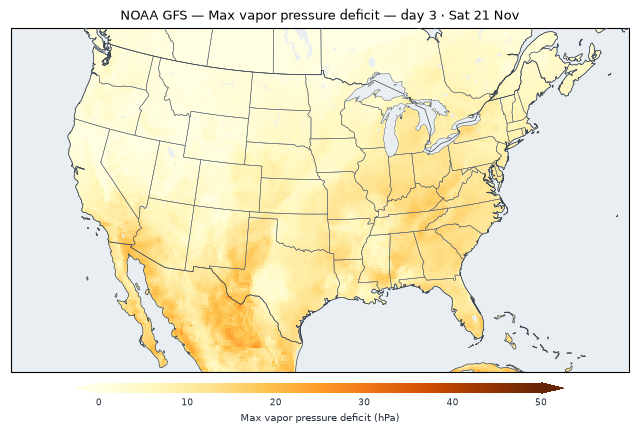 NOAA GFS — Max vapor pressure deficit — day 3 · Sat 21 Nov
0 10 20 30 40 50
Max vapor pressure deficit (hPa)